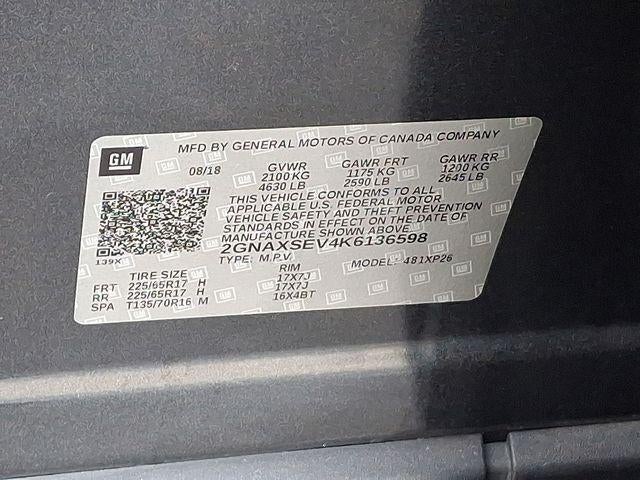 MFD BY GENERAL MOTORS OF CANADA COMPANY
GM
08/18 GVWR GAWR FRT GAWR RR
2100 KG 1175 KG 1200 KG
4630 LB 2590 LB 2645 LB
THIS VEHICLE CONFORMS TO ALL
APPLICABLE U.S. FEDERAL MOTOR
VEHICLE SAFETY AND THEFT PREVENTION
STANDARDS IN EFFECT ON THE DATE OF
MANUFACTURE SHOWN ABOVE.
2GNAXSEV4K6136598
139X TYPE: M.P.V MODEL: 481XP26
TIRE SIZE RIM
FRT 225/65R17 H 17X7J
RR 225/65R17 H 17X7J
SPA T135/70R16 M 16X4BT